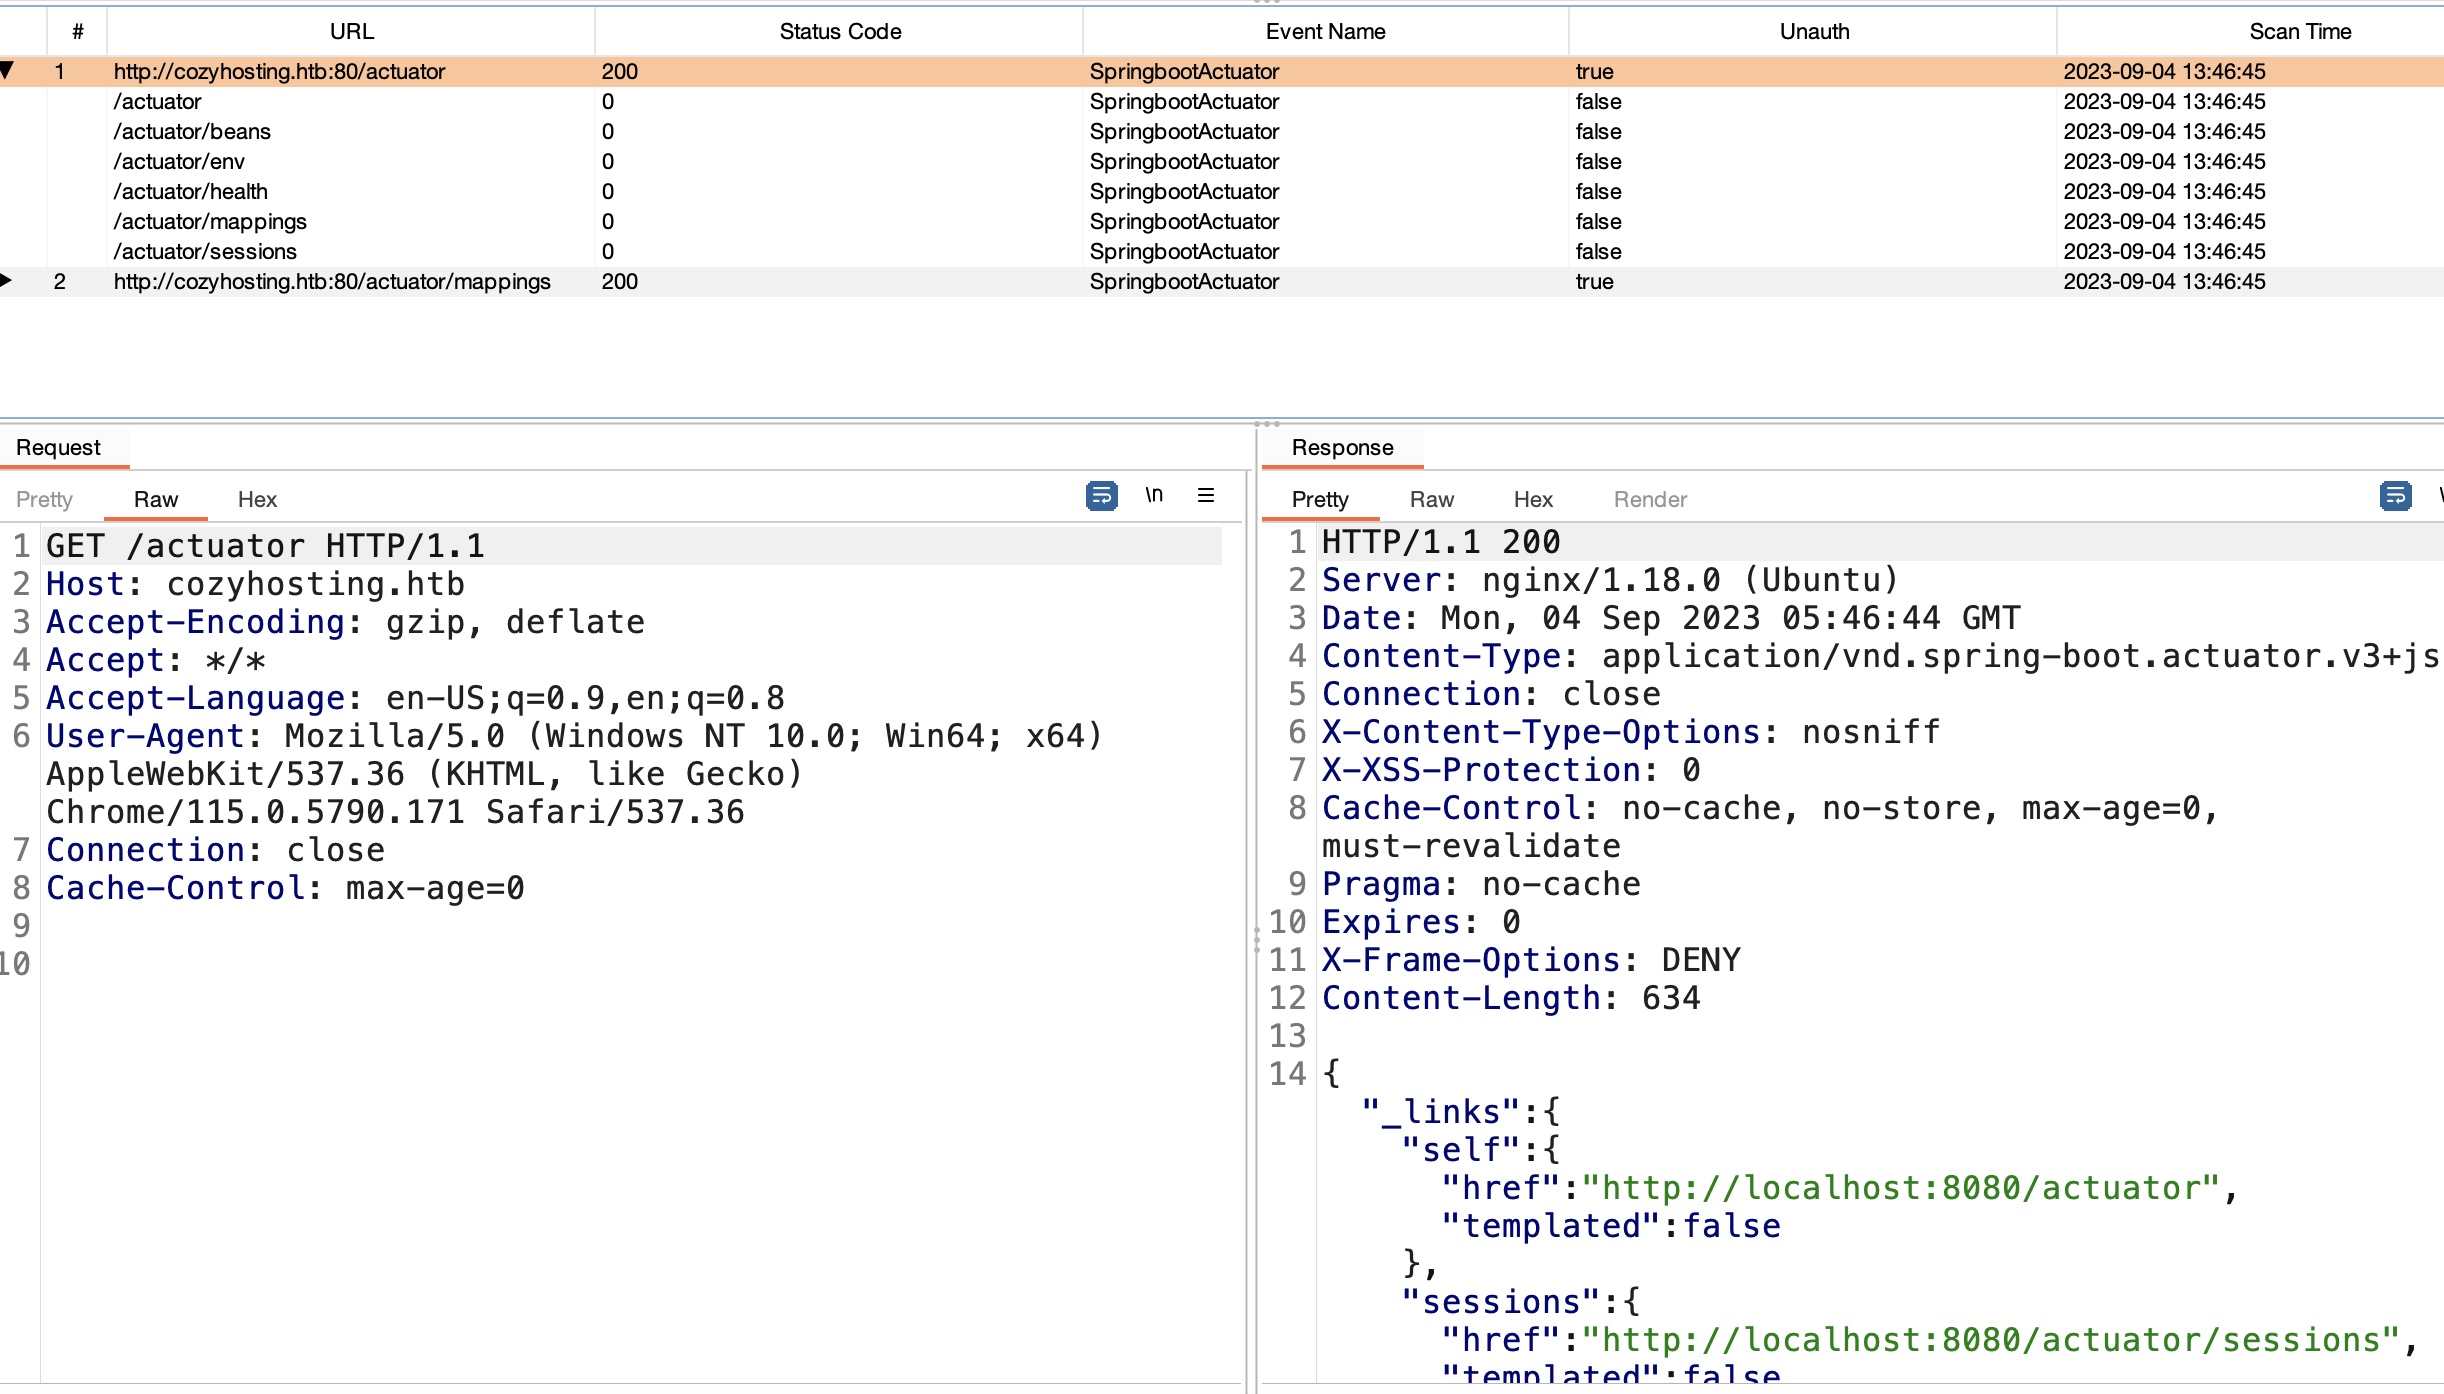 # URL Status Code Event Name Unauth Scan Time
1 http://cozyhosting.htb:80/actuator 200 SpringbootActuator true 2023-09-04 13:46:45
/actuator 0 SpringbootActuator false 2023-09-04 13:46:45
/actuator/beans 0 SpringbootActuator false 2023-09-04 13:46:45
/actuator/env 0 SpringbootActuator false 2023-09-04 13:46:45
/actuator/health 0 SpringbootActuator false 2023-09-04 13:46:45
/actuator/mappings 0 SpringbootActuator false 2023-09-04 13:46:45
/actuator/sessions 0 SpringbootActuator false 2023-09-04 13:46:45
2 http://cozyhosting.htb:80/actuator/mappings 200 SpringbootActuator true 2023-09-04 13:46:45
Request
Pretty Raw Hex \n
1 GET /actuator HTTP/1.1
2 Host: cozyhosting.htb
3 Accept-Encoding: gzip, deflate
4 Accept: */*
5 Accept-Language: en-US;q=0.9,en;q=0.8
6 User-Agent: Mozilla/5.0 (Windows NT 10.0; Win64; x64)
AppleWebKit/537.36 (KHTML, like Gecko)
Chrome/115.0.5790.171 Safari/537.36
7 Connection: close
8 Cache-Control: max-age=0
9
10
Response
Pretty Raw Hex Render
1 HTTP/1.1 200
2 Server: nginx/1.18.0 (Ubuntu)
3 Date: Mon, 04 Sep 2023 05:46:44 GMT
4 Content-Type: application/vnd.spring-boot.actuator.v3+js
5 Connection: close
6 X-Content-Type-Options: nosniff
7 X-XSS-Protection: 0
8 Cache-Control: no-cache, no-store, max-age=0,
must-revalidate
9 Pragma: no-cache
10 Expires: 0
11 X-Frame-Options: DENY
12 Content-Length: 634
13
14 {
"_links":{
"self":{
"href":"http://localhost:8080/actuator",
"templated":false
},
"sessions":{
"href":"http://localhost:8080/actuator/sessions",
"templated":false